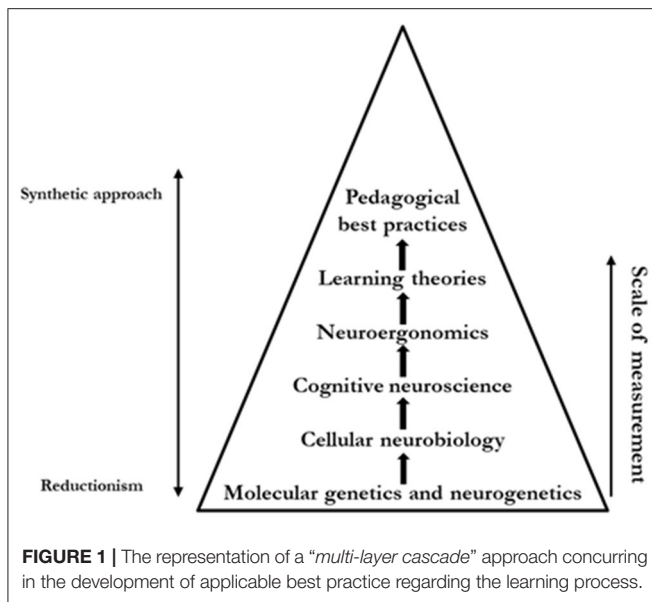 Synthetic approach
Pedagogical
best practices
Learning theories
Neuroergonomics
Cognitive neuroscience
Cellular neurobiology
Molecular genetics and neurogenetics
Reductionism
Scale of measurement
FIGURE 1 | The representation of a “multi-layer cascade” approach concurring
in the development of applicable best practice regarding the learning process.